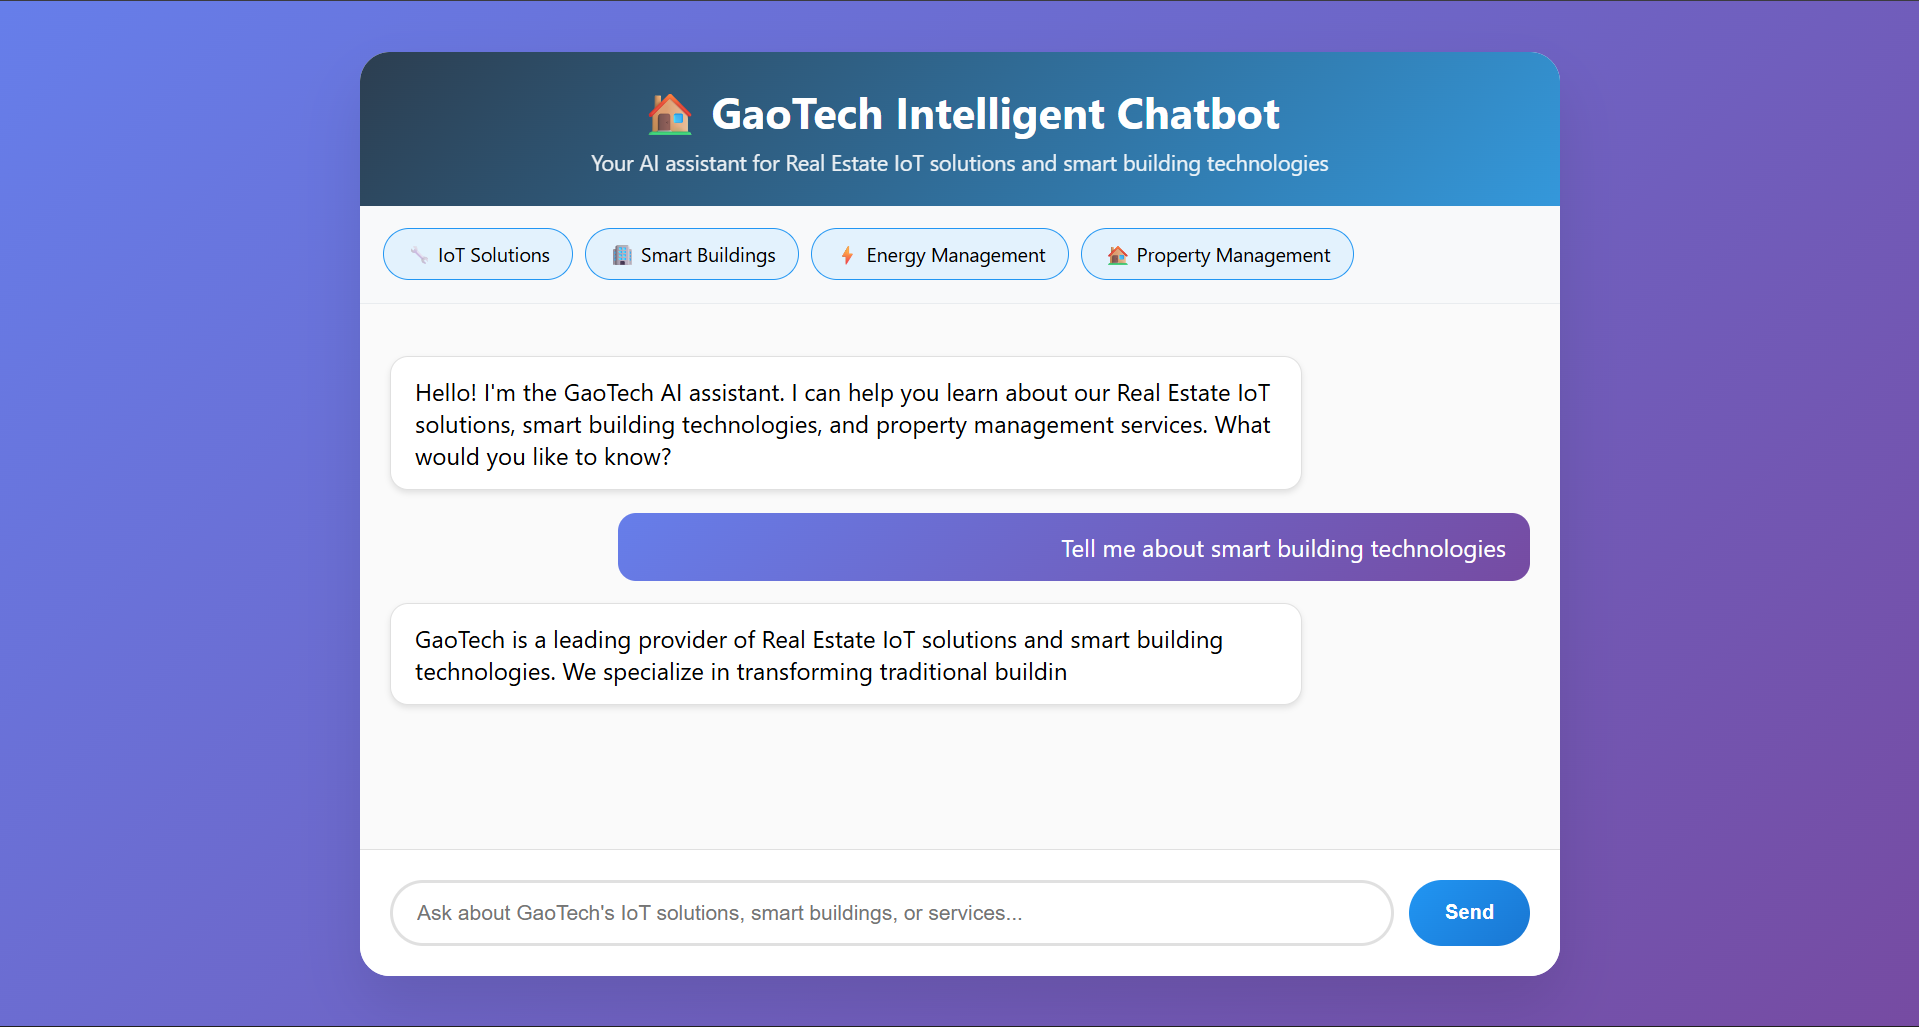 GaoTech Intelligent Chatbot
Your AI assistant for Real Estate IoT solutions and smart building technologies
IoT Solutions
Smart Buildings
Energy Management
Property Management
Hello! I'm the GaoTech AI assistant. I can help you learn about our Real Estate IoT
solutions, smart building technologies, and property management services. What
would you like to know?
Tell me about smart building technologies
GaoTech is a leading provider of Real Estate IoT solutions and smart building
technologies. We specialize in transforming traditional buildin
Ask about GaoTech's IoT solutions, smart buildings, or services...
Send